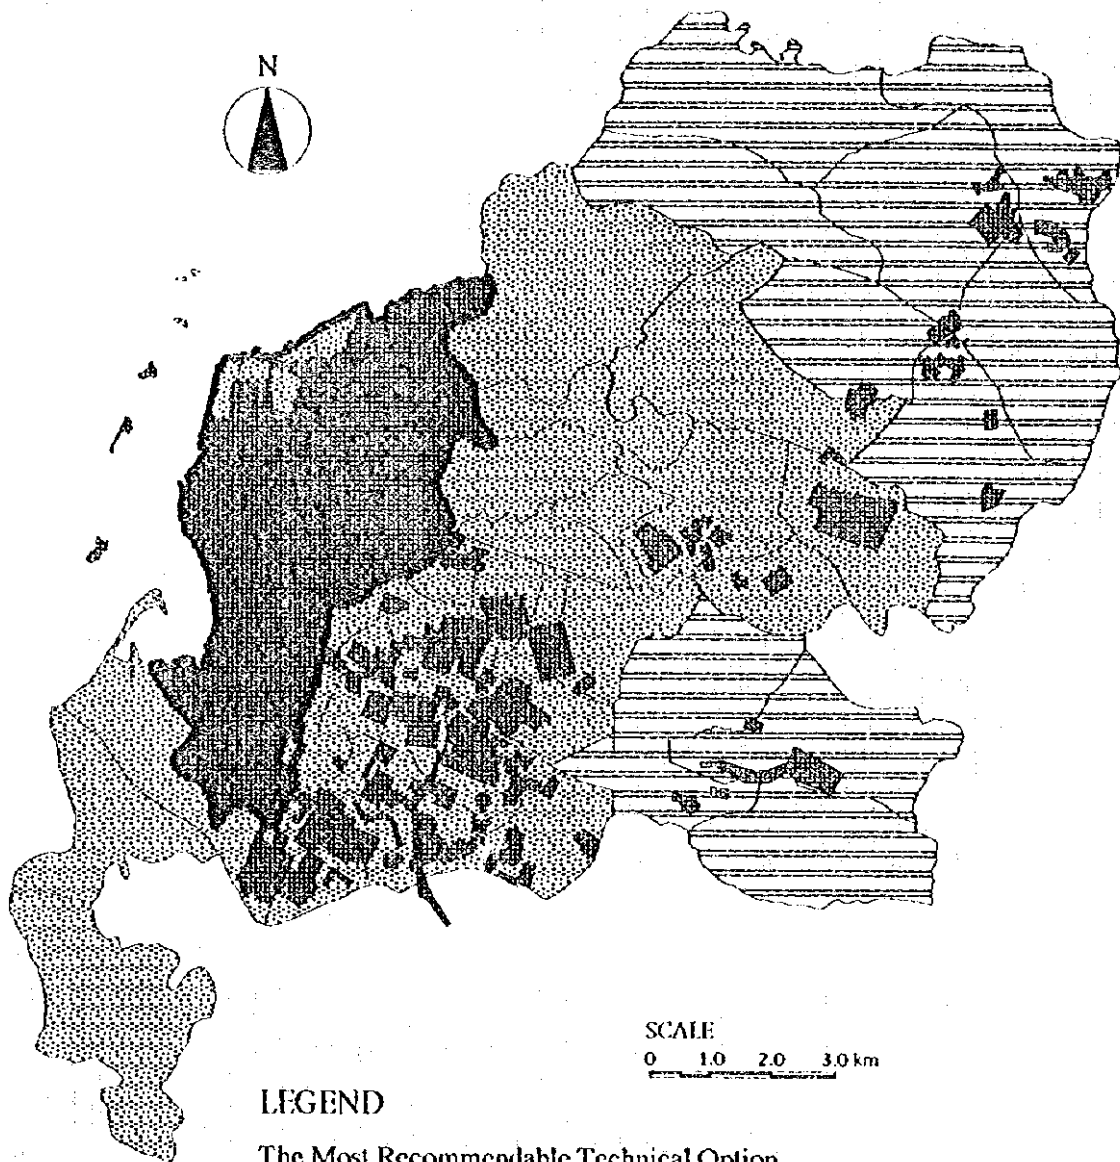 N
SCALE
0 1.0 2.0 3.0 km
LEGEND
The Most Recommendable Technical Option